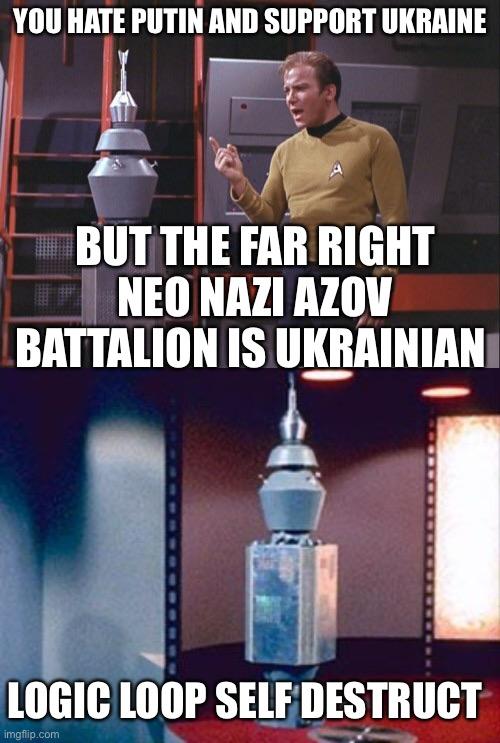 YOU HATE PUTIN AND SUPPORT UKRAINE
BUT THE FAR RIGHT
NEO NAZI AZOV
BATTALION IS UKRAINIAN
LOGIC LOOP SELF DESTRUCT
imgflip.com